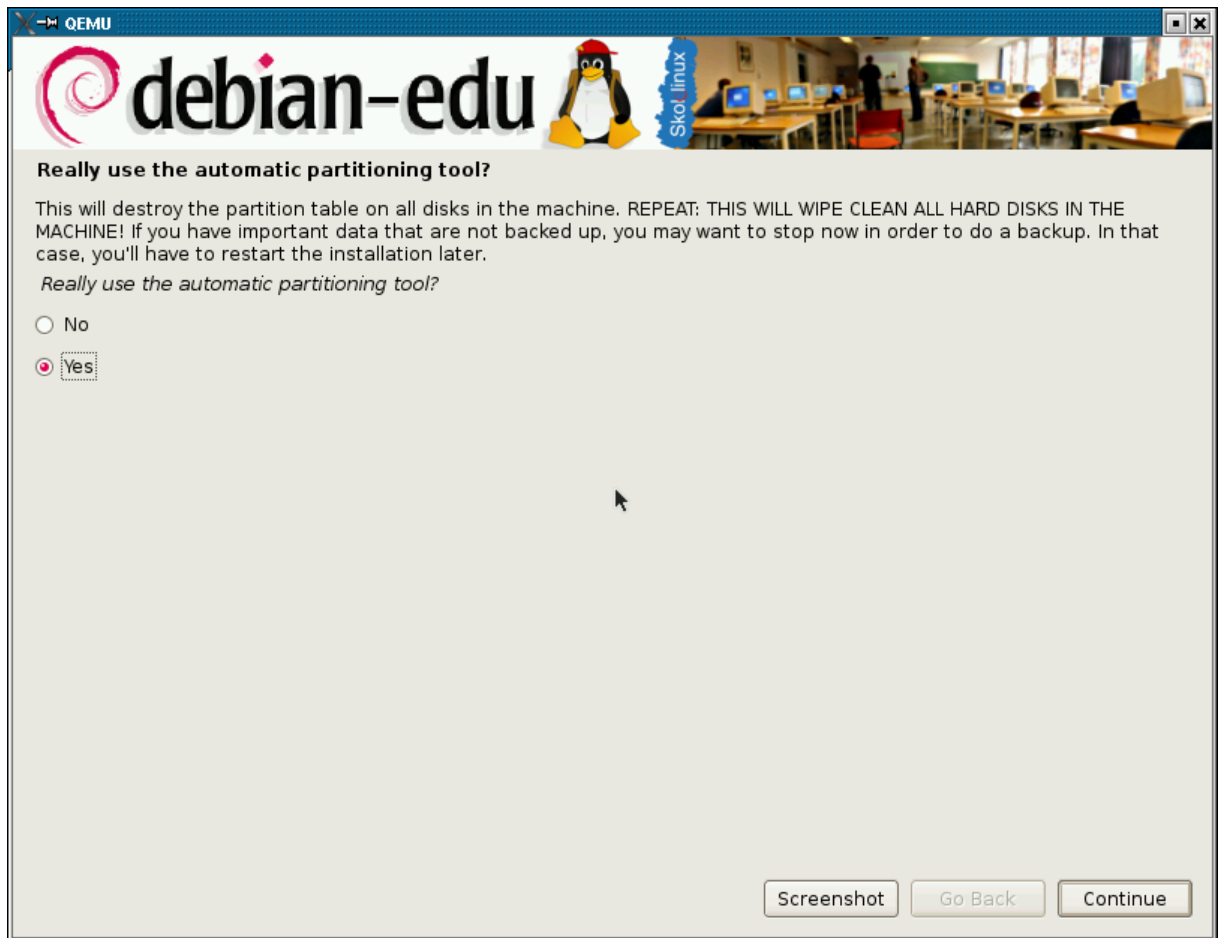 QEMU
debian-edu
Skolelinux
Really use the automatic partitioning tool?
This will destroy the partition table on all disks in the machine. REPEAT: THIS WILL WIPE CLEAN ALL HARD DISKS IN THE
MACHINE! If you have important data that are not backed up, you may want to stop now in order to do a backup. In that
case, you'll have to restart the installation later.
Really use the automatic partitioning tool?
No
Yes
Screenshot
Go Back
Continue